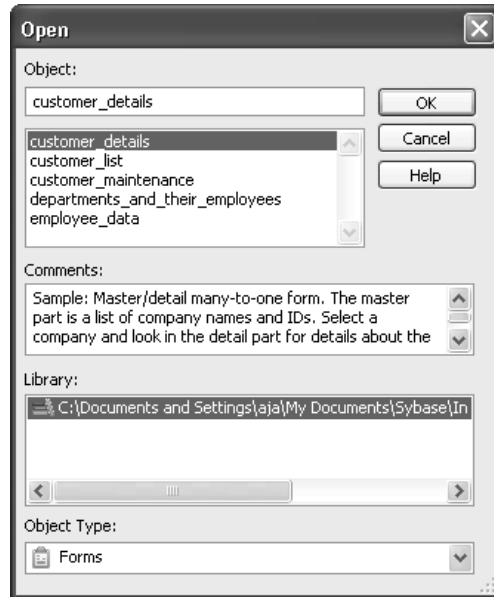 Open
Object:
customer_details
OK
customer_details
customer_list
customer_maintenance
departments_and_their_employees
employee_data
Cancel
Help
Comments:
Sample: Master/detail many-to-one form. The master
part is a list of company names and IDs. Select a
company and look in the detail part for details about the
Library:
C:\Documents and Settings\aja\My Documents\Sybase\In
Object Type:
Forms